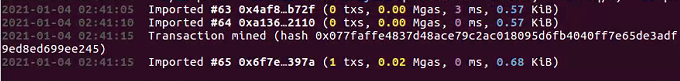 2021-01-04 02:41:05 Imported #63 0x4af8…b72f (0 txs, 0.00 Mgas, 3 ms, 0.57 KiB)
2021-01-04 02:41:10 Imported #64 0xa136…2110 (0 txs, 0.00 Mgas, 0 ms, 0.57 KiB)
2021-01-04 02:41:15 Transaction mined (hash 0x077faffe4837d48ace79c2ac018095d6fb4040ff7e65de3adf
9ed8ed699ee245)
2021-01-04 02:41:15 Imported #65 0x6f7e…397a (1 txs, 0.02 Mgas, 0 ms, 0.68 KiB)